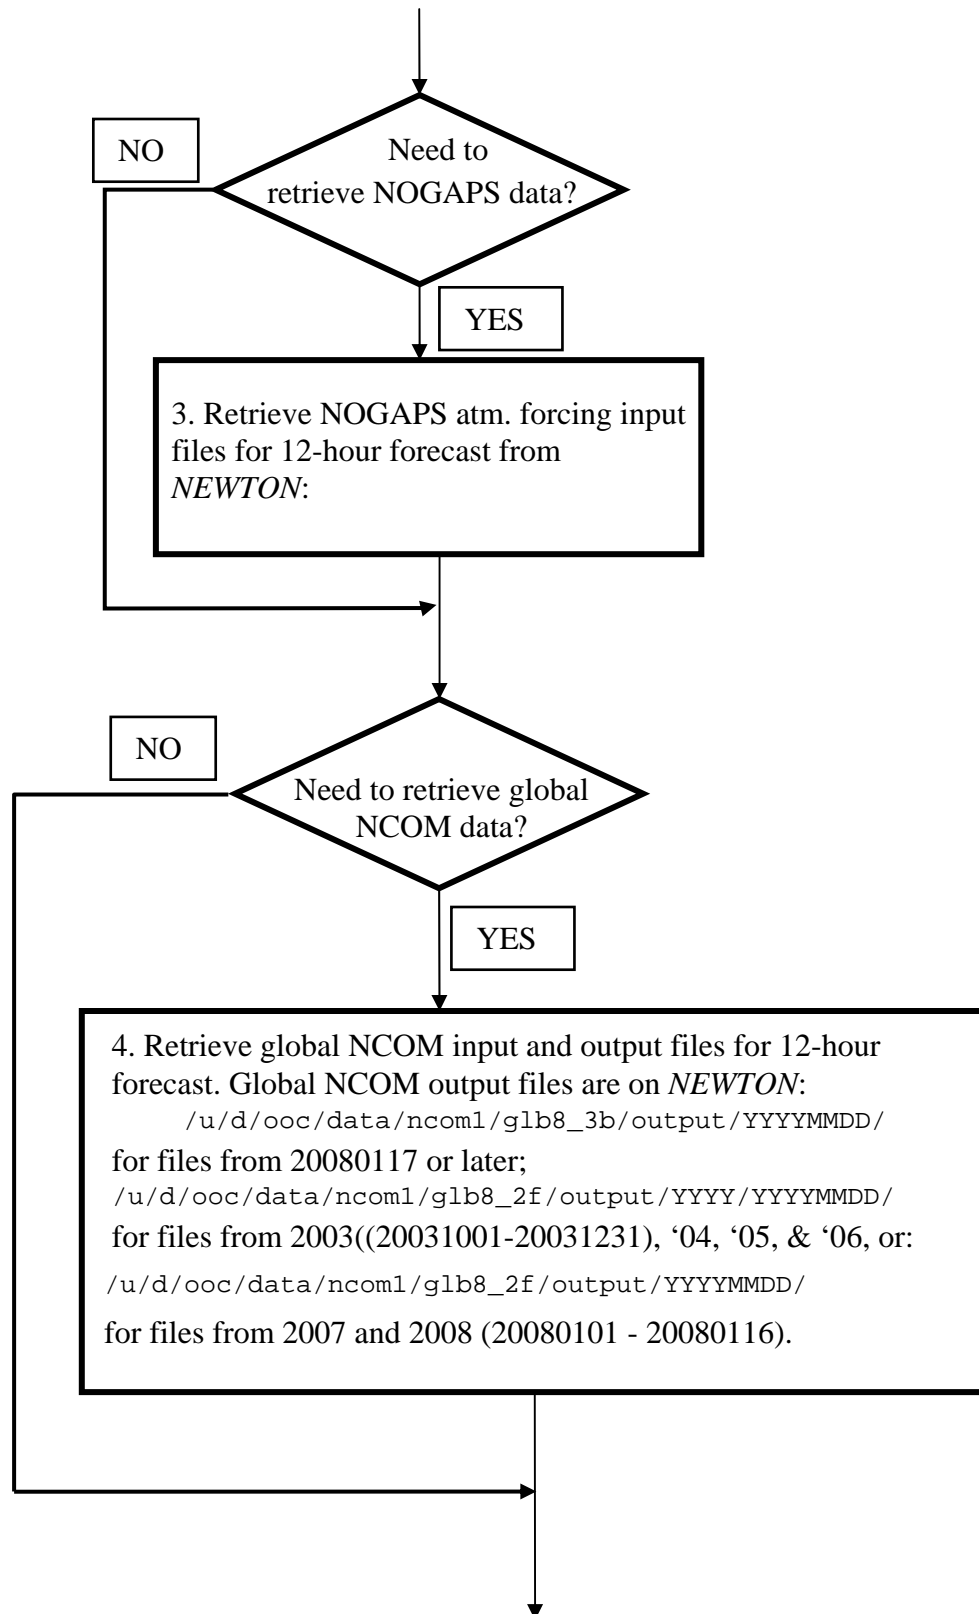 NO
Need to
retrieve NOGAPS data?
YES
3. Retrieve NOGAPS atm. forcing input
files for 12-hour forecast from
NEWTON:
NO
Need to retrieve global
NCOM data?
YES
4. Retrieve global NCOM input and output files for 12-hour
forecast. Global NCOM output files are on NEWTON:
/u/d/ooc/data/ncom1/glb8_3b/output/YYYYMMDD/
for files from 20080117 or later;
/u/d/ooc/data/ncom1/glb8_2f/output/YYYY/YYYYMMDD/
for files from 2003((20031001-20031231), ‘04, ‘05, & ‘06, or:
/u/d/ooc/data/ncom1/glb8_2f/output/YYYYMMDD/
for files from 2007 and 2008 (20080101 - 20080116).